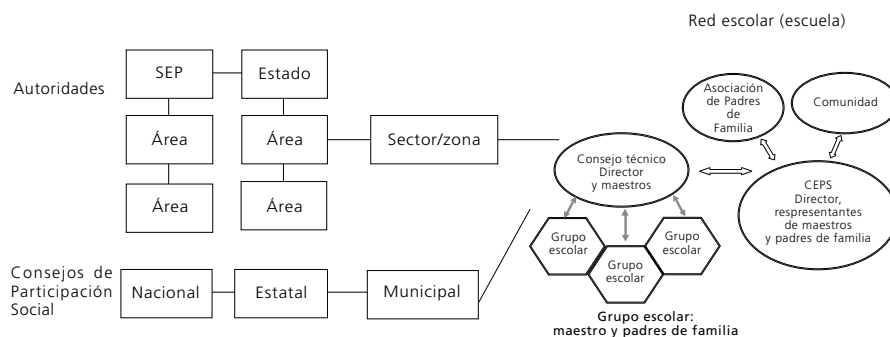 Red escolar (escuela)
Autoridades
SEP
Estado
Área
Área
Sector/zona
Área
Área
Asociación
de Padres
de
Familia
Comunidad
Consejo técnico
Director
y maestros
CEPS
Director,
respresentantes
de maestros
y padres de familia
Grupo
escolar
Grupo
escolar
Grupo
escolar
Grupo escolar:
maestro y padres de familia
Consejos de
Participación
Social
Nacional
Estatal
Municipal